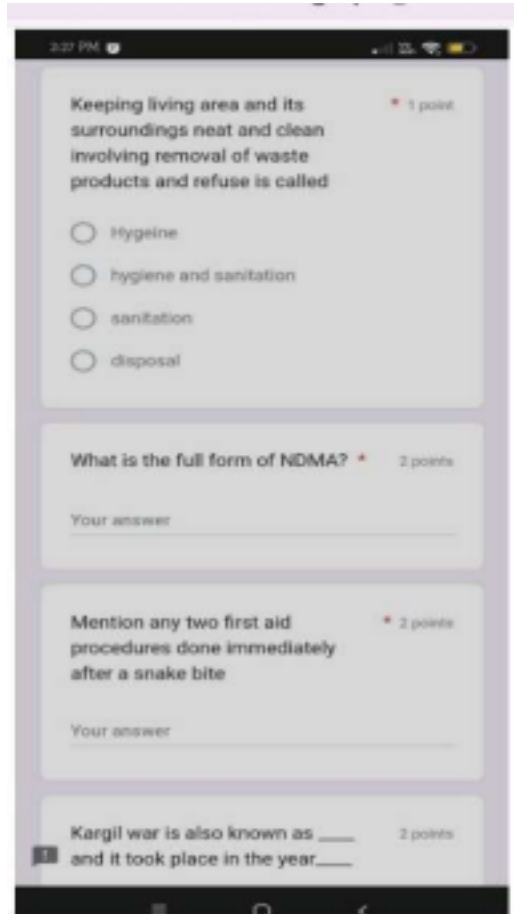 3:27 PM
Keeping living area and its
* 1 point
surroundings neat and clean
involving removal of waste
products and refuse is called
Hygeine
hygiene and sanitation
sanitation
disposal
What is the full form of NDMA? *
2 points
Your answer
Mention any two first aid
* 2 points
procedures done immediately
after a snake bite
Your answer
Kargil war is also known as ____
2 points
and it took place in the year____